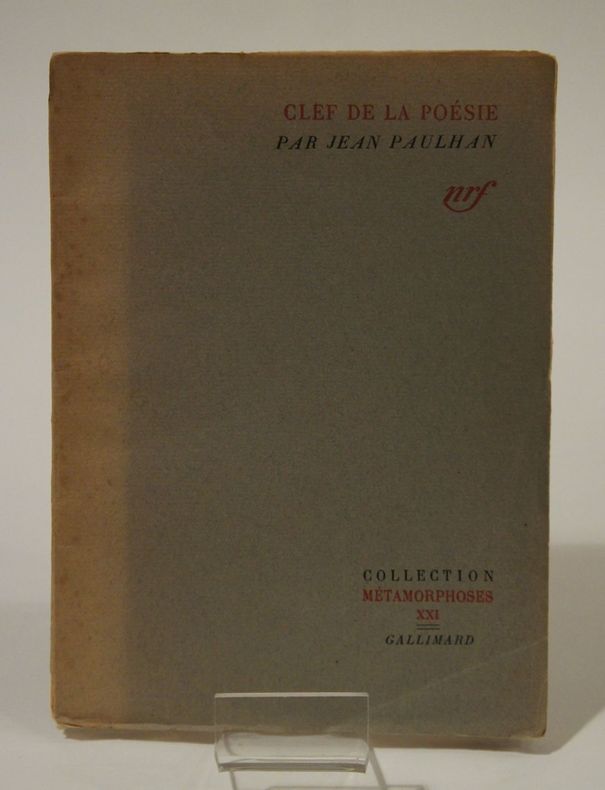 CLEF DE LA POÉSIE
PAR JEAN PAULHAN
nrf
COLLECTION
MÉTAMORPHOSES
XXI
GALLIMARD